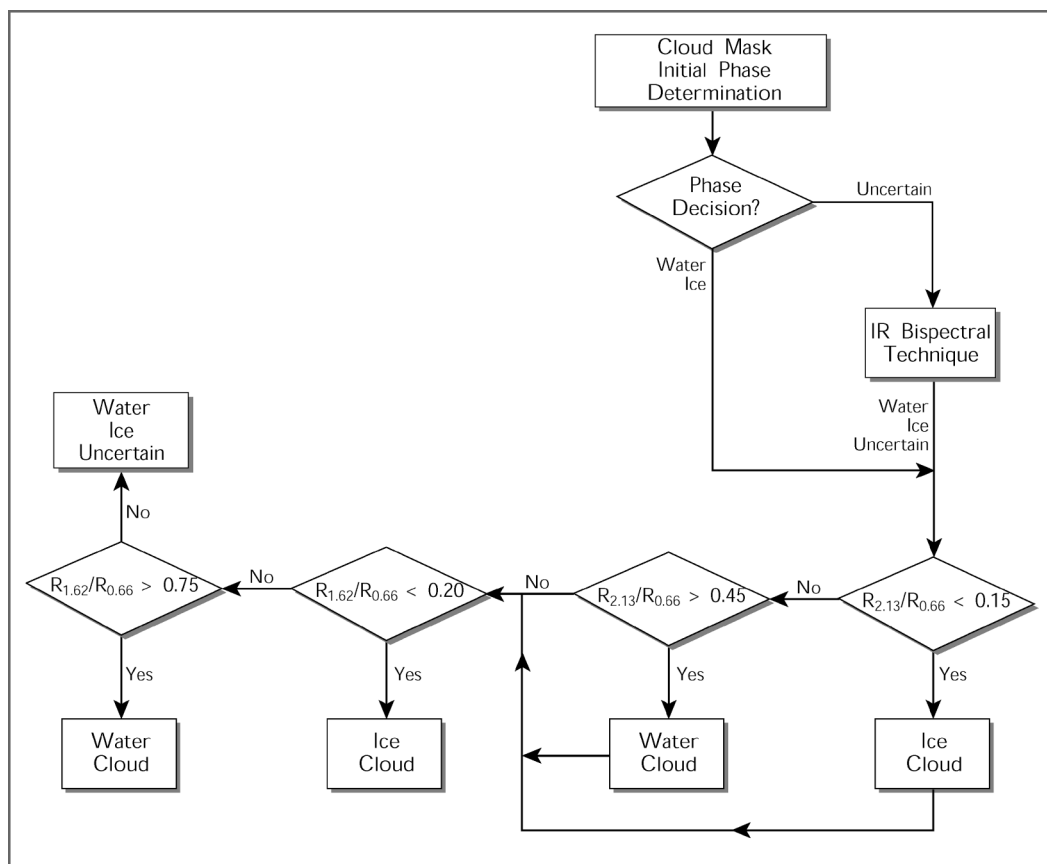 Cloud Mask
Initial Phase
Determination
Phase
Decision?
Uncertain
Water
Ice
IR Bispectral
Technique
Water
Ice
Uncertain
Water
Ice
Uncertain
No
R1.62/R0.66 > 0.75
No
R1.62/R0.66 < 0.20
No
R2.13/R0.66 > 0.45
No
R2.13/R0.66 < 0.15
Yes
Yes
Yes
Yes
Water
Cloud
Ice
Cloud
Water
Cloud
Ice
Cloud